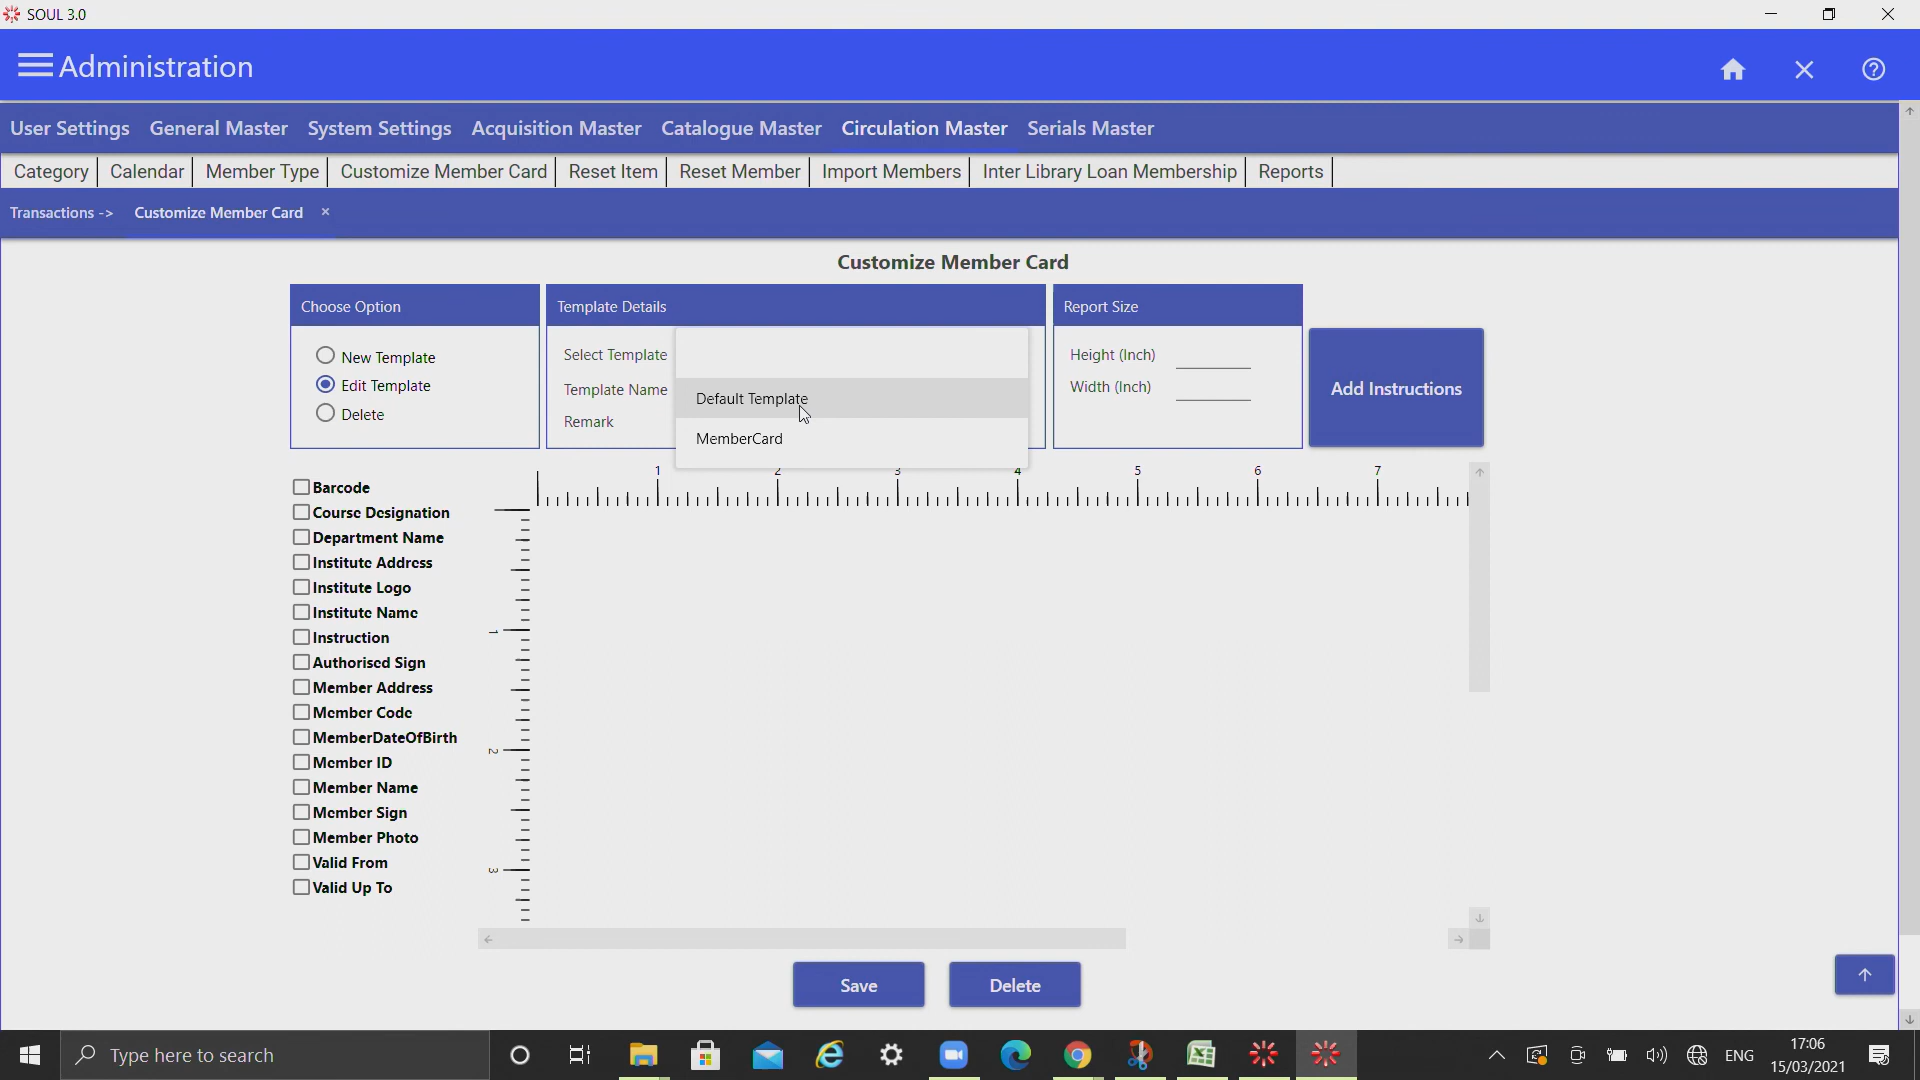 SOUL 3.0
Administration
User Settings General Master System Settings Acquisition Master Catalogue Master Circulation Master Serials Master
Category Calendar Member Type Customize Member Card Reset Item Reset Member Import Members Inter Library Loan Membership Reports
Transactions -> Customize Member Card ×
Customize Member Card
Choose Option
New Template
Edit Template
Delete
Template Details
Select Template
Template Name
Remark
Default Template
MemberCard
Report Size
Height (Inch)
Width (Inch)
Add Instructions
1 2 3 4 5 6 7
Barcode
Course Designation
Department Name
Institute Address
Institute Logo
Institute Name
Instruction
Authorised Sign
Member Address
Member Code
MemberDateOfBirth
Member ID
Member Name
Member Sign
Member Photo
Valid From
Valid Up To
1
2
3
Save Delete
Type here to search
ENG
17:06
15/03/2021